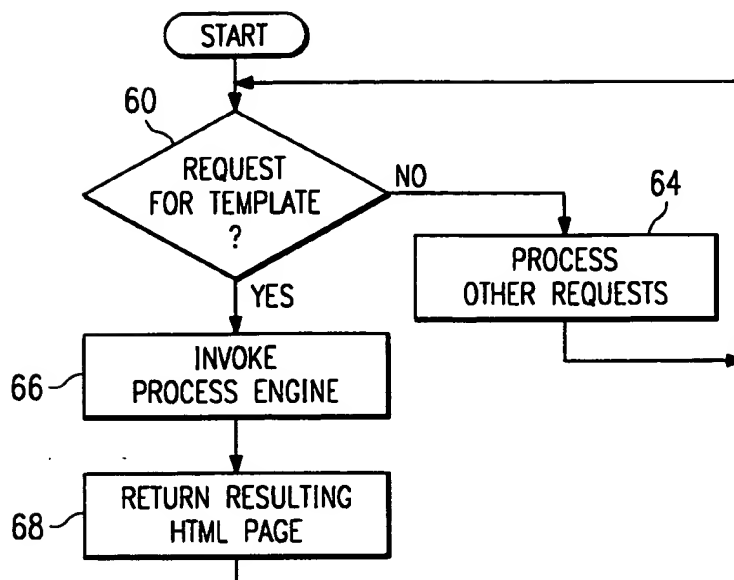 START
60
REQUEST
FOR TEMPLATE
?
NO
64
PROCESS
OTHER REQUESTS
YES
66
INVOKE
PROCESS ENGINE
68
RETURN RESULTING
HTML PAGE